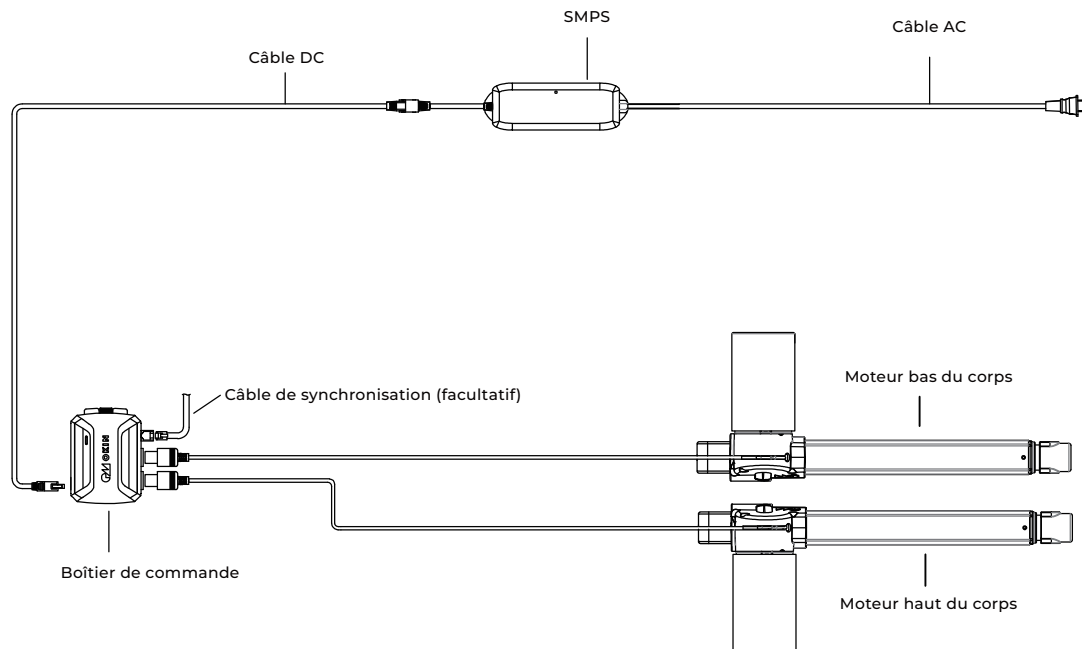 SMPS
Câble DC
Câble AC
Câble de synchronisation (facultatif)
Moteur bas du corps
OKIN
Boîtier de commande
Moteur haut du corps